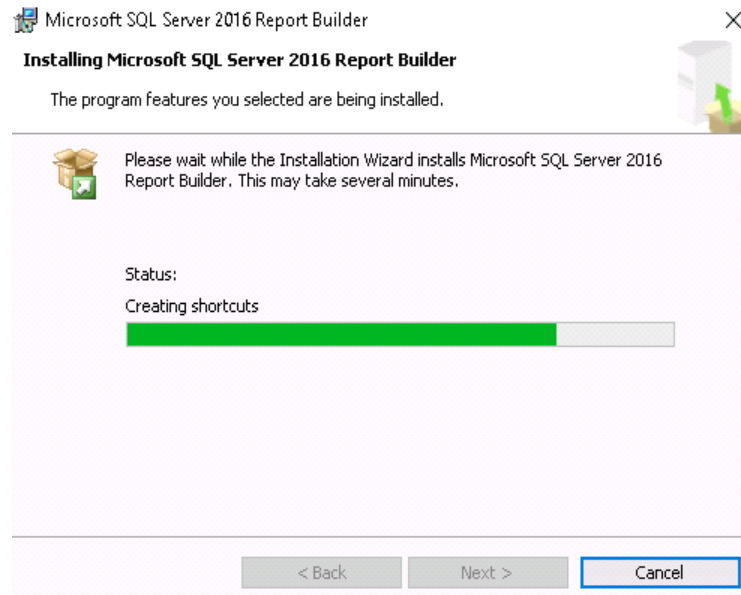 Microsoft SQL Server 2016 Report Builder
Installing Microsoft SQL Server 2016 Report Builder
The program features you selected are being installed.
Please wait while the Installation Wizard installs Microsoft SQL Server 2016
Report Builder. This may take several minutes.
Status:
Creating shortcuts
< Back
Next >
Cancel